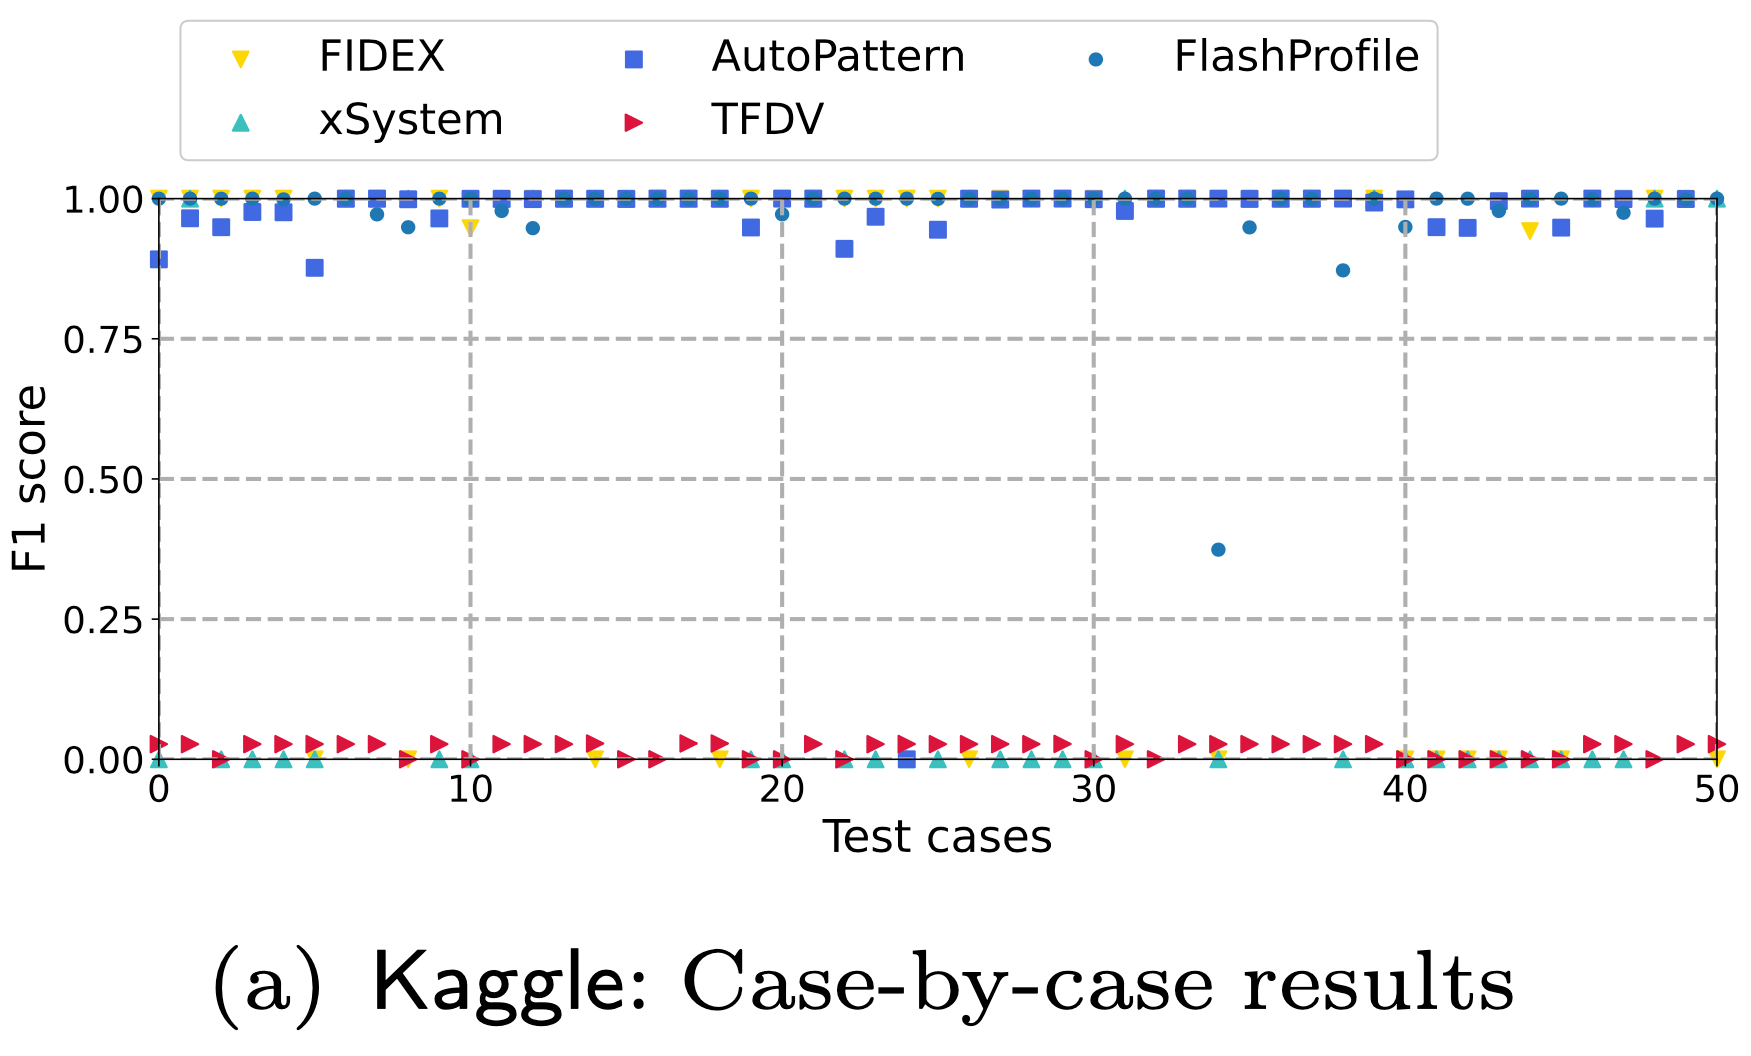 FIDEX AutoPattern FlashProfile
xSystem TFDV
1.00
0.75
0.50
0.25
0.00
F1 score
0 10 20 30 40 50
Test cases
(a) Kaggle: Case-by-case results